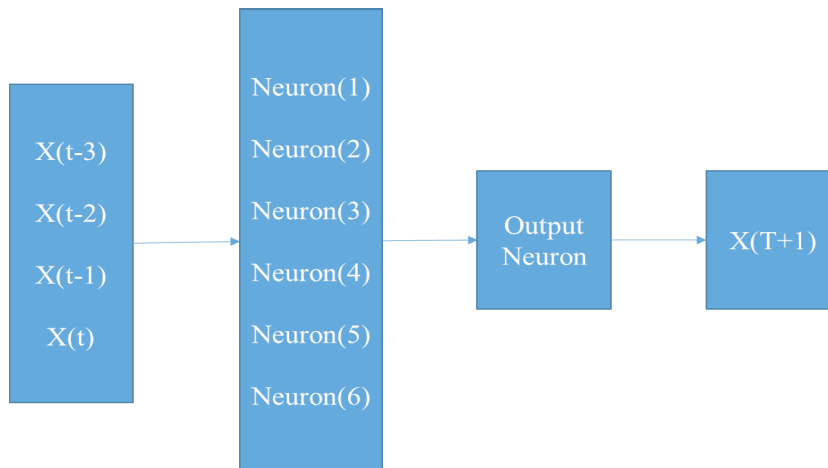 X(t-3)
X(t-2)
X(t-1)
X(t)
Neuron(1)
Neuron(2)
Neuron(3)
Neuron(4)
Neuron(5)
Neuron(6)
Output
Neuron
X(T+1)